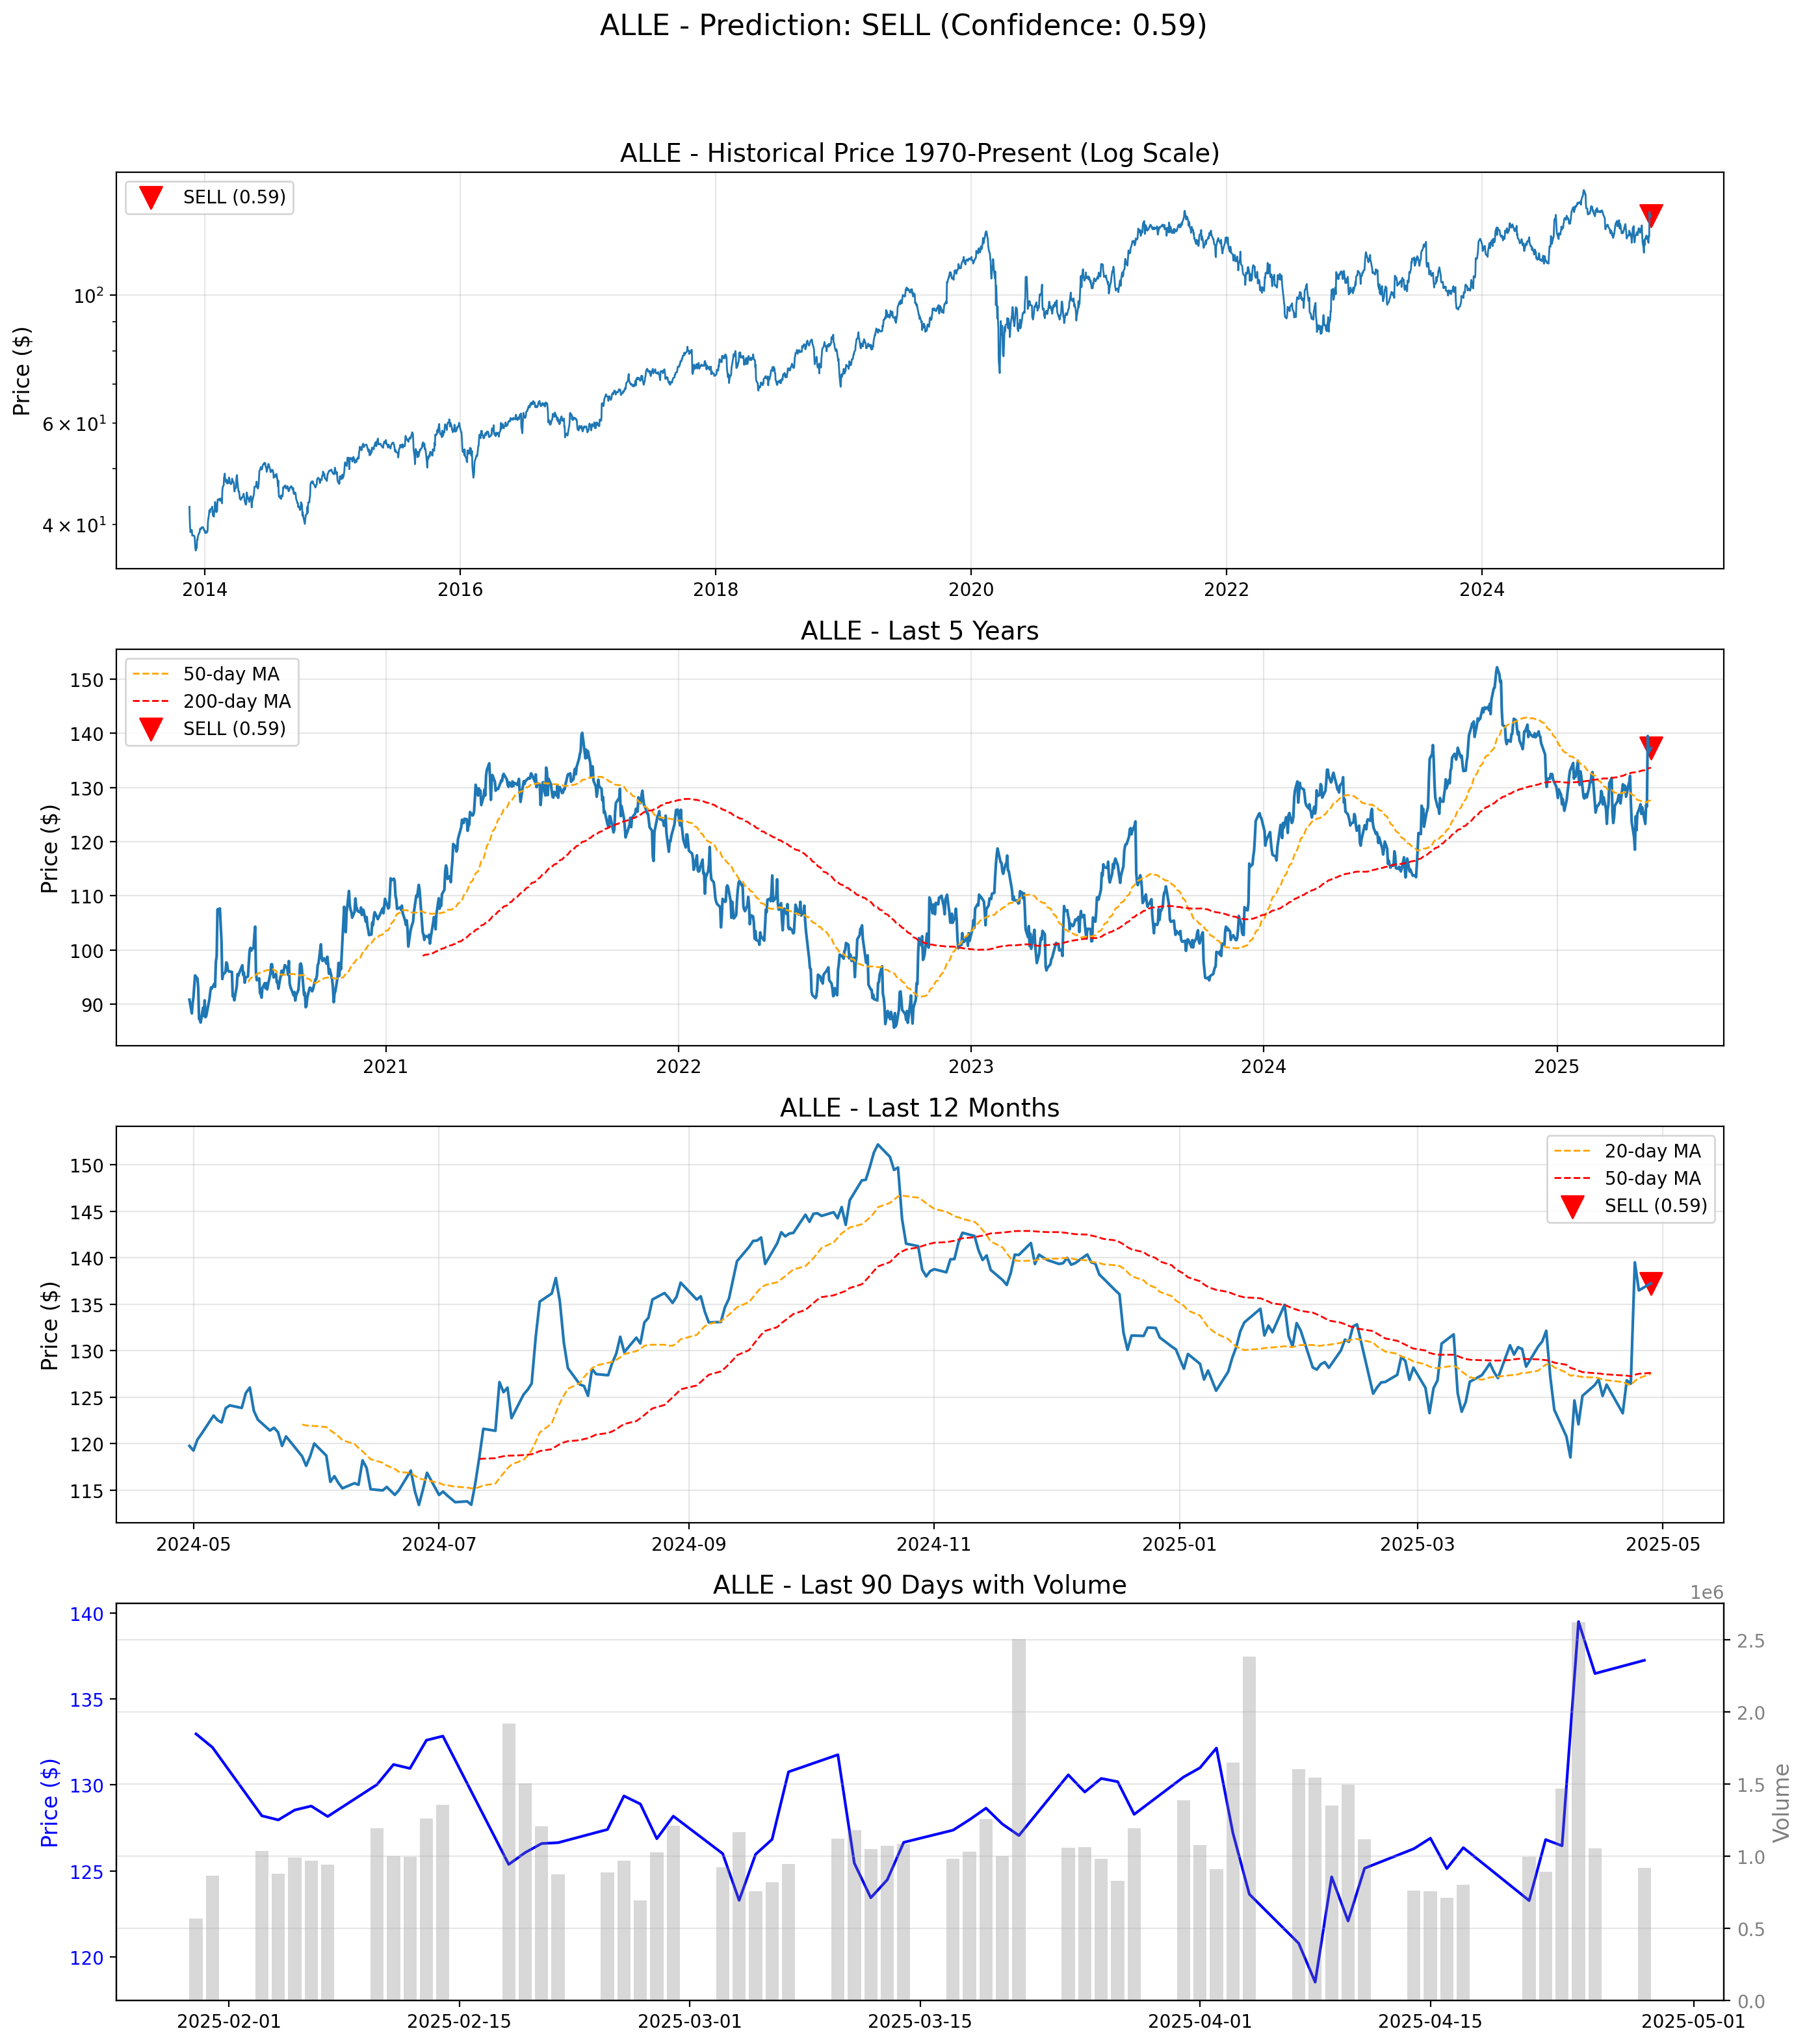 ALLE - Prediction: SELL (Confidence: 0.59)
ALLE - Historical Price 1970-Present (Log Scale)
SELL (0.59)
Price ($)
10²
6 × 10¹
4 × 10¹
2014 2016 2018 2020 2022 2024
ALLE - Last 5 Years
50-day MA
200-day MA
SELL (0.59)
Price ($)
150
140
130
120
110
100
90
2021 2022 2023 2024 2025
ALLE - Last 12 Months
20-day MA
50-day MA
SELL (0.59)
Price ($)
150
145
140
135
130
125
120
115
2024-05 2024-07 2024-09 2024-11 2025-01 2025-03 2025-05
ALLE - Last 90 Days with Volume
1e6
Price ($)
140
135
130
125
120
2.5
2.0
1.5
1.0
0.5
0.0
Volume
2025-02-01 2025-02-15 2025-03-01 2025-03-15 2025-04-01 2025-04-15 2025-05-01